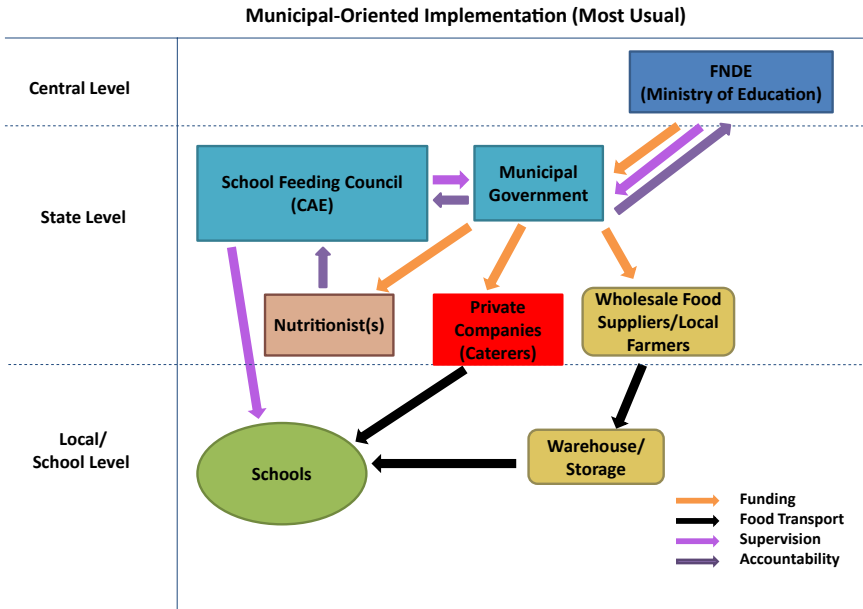 Municipal-Oriented Implementation (Most Usual)
Central Level
FNDE
(Ministry of Education)
State Level
School Feeding Council
(CAE)
Municipal
Government
Nutritionist(s)
Private
Companies
(Caterers)
Wholesale Food
Suppliers/Local
Farmers
Local/
School Level
Schools
Warehouse/
Storage
Funding
Food Transport
Supervision
Accountability